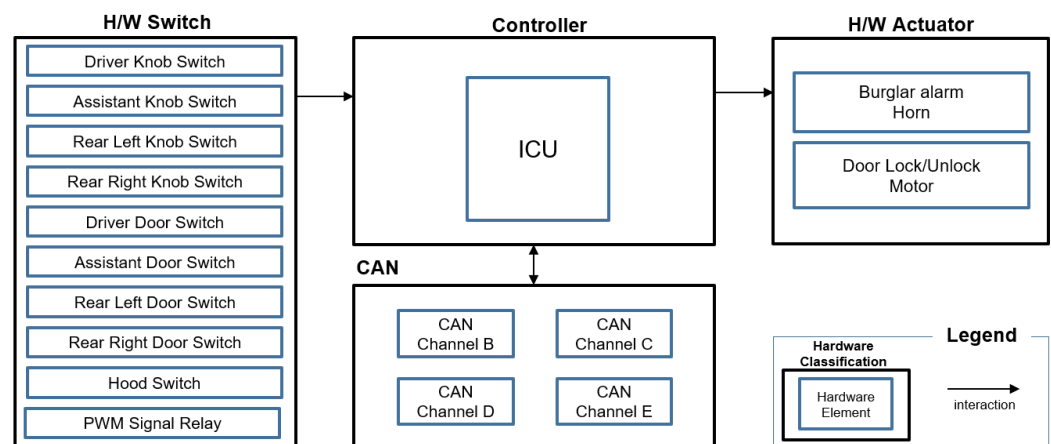 H/W Switch
Driver Knob Switch
Assistant Knob Switch
Rear Left Knob Switch
Rear Right Knob Switch
Driver Door Switch
Assistant Door Switch
Rear Left Door Switch
Rear Right Door Switch
Hood Switch
PWM Signal Relay
Controller
ICU
CAN
CAN
Channel B
CAN
Channel C
CAN
Channel D
CAN
Channel E
H/W Actuator
Burglar alarm
Horn
Door Lock/Unlock
Motor
Legend
Hardware
Classification
Hardware
Element
interaction